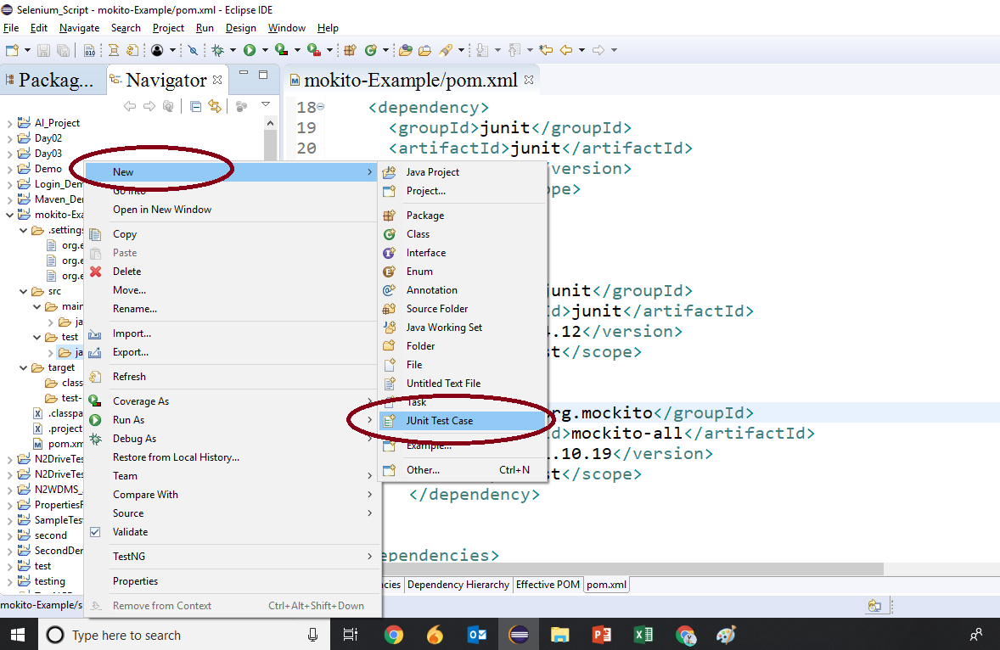 Selenium_Script - mokito-Example/pom.xml - Eclipse IDE
File Edit Navigate Search Project Run Design Window Help
Packag... Navigator mokito-Example/pom.xml
18 <dependency>
19 <groupId>junit</groupId>
20 <artifactId>junit</artifactId>
version>
pe>
junit</groupId>
d>junit</artifactId>
4.12</version>
st</scope>
rg.mockito</groupId>
d>mockito-all</artifactId>
1.10.19</version>
st</scope>
</dependency>
ependencies>
AI_Project
Day02
Day03
Demo
Login_Dem
Maven_De
mokito-Exa
.settings
org.e
org.e
org.e
src
main
ja
test
ja
target
class
test-
.classpa
.project
pom.xm
N2DriveTes
N2DriveTes
N2WDMS_
PropertiesF
SampleTest
second
SecondDer
test
testing
New
Go Into
Open in New Window
Copy
Paste
Delete
Move...
Rename...
Import...
Export...
Refresh
Coverage As
Run As
Debug As
Restore from Local History...
Team
Compare With
Source
Validate
TestNG
Properties
Remove from Context Ctrl+Alt+Shift+Down
Java Project
Project...
Package
Class
Interface
Enum
Annotation
Source Folder
Java Working Set
Folder
File
Untitled Text File
Task
JUnit Test Case
Example...
Other... Ctrl+N
cies Dependency Hierarchy Effective POM pom.xml
mokito-Example/s
Type here to search